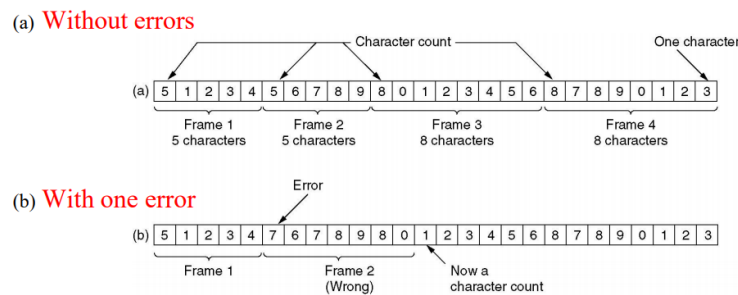 (a) Without errors
Character count
One character
(a) 5 1 2 3 4 5 6 7 8 9 8 0 1 2 3 4 5 6 8 7 8 9 0 1 2 3
Frame 1 Frame 2 Frame 3 Frame 4
5 characters 5 characters 8 characters 8 characters
(b) With one error
Error
(b) 5 1 2 3 4 7 6 7 8 9 8 0 1 2 3 4 5 6 8 7 8 9 0 1 2 3
Frame 1 Frame 2 Now a
(Wrong) character count